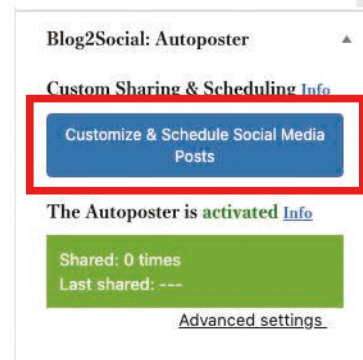 Blog2Social: Autoposter
Custom Sharing & Scheduling Info
Customize & Schedule Social Media
Posts
The Autoposter is activated Info
Shared: 0 times
Last shared: ---
Advanced settings